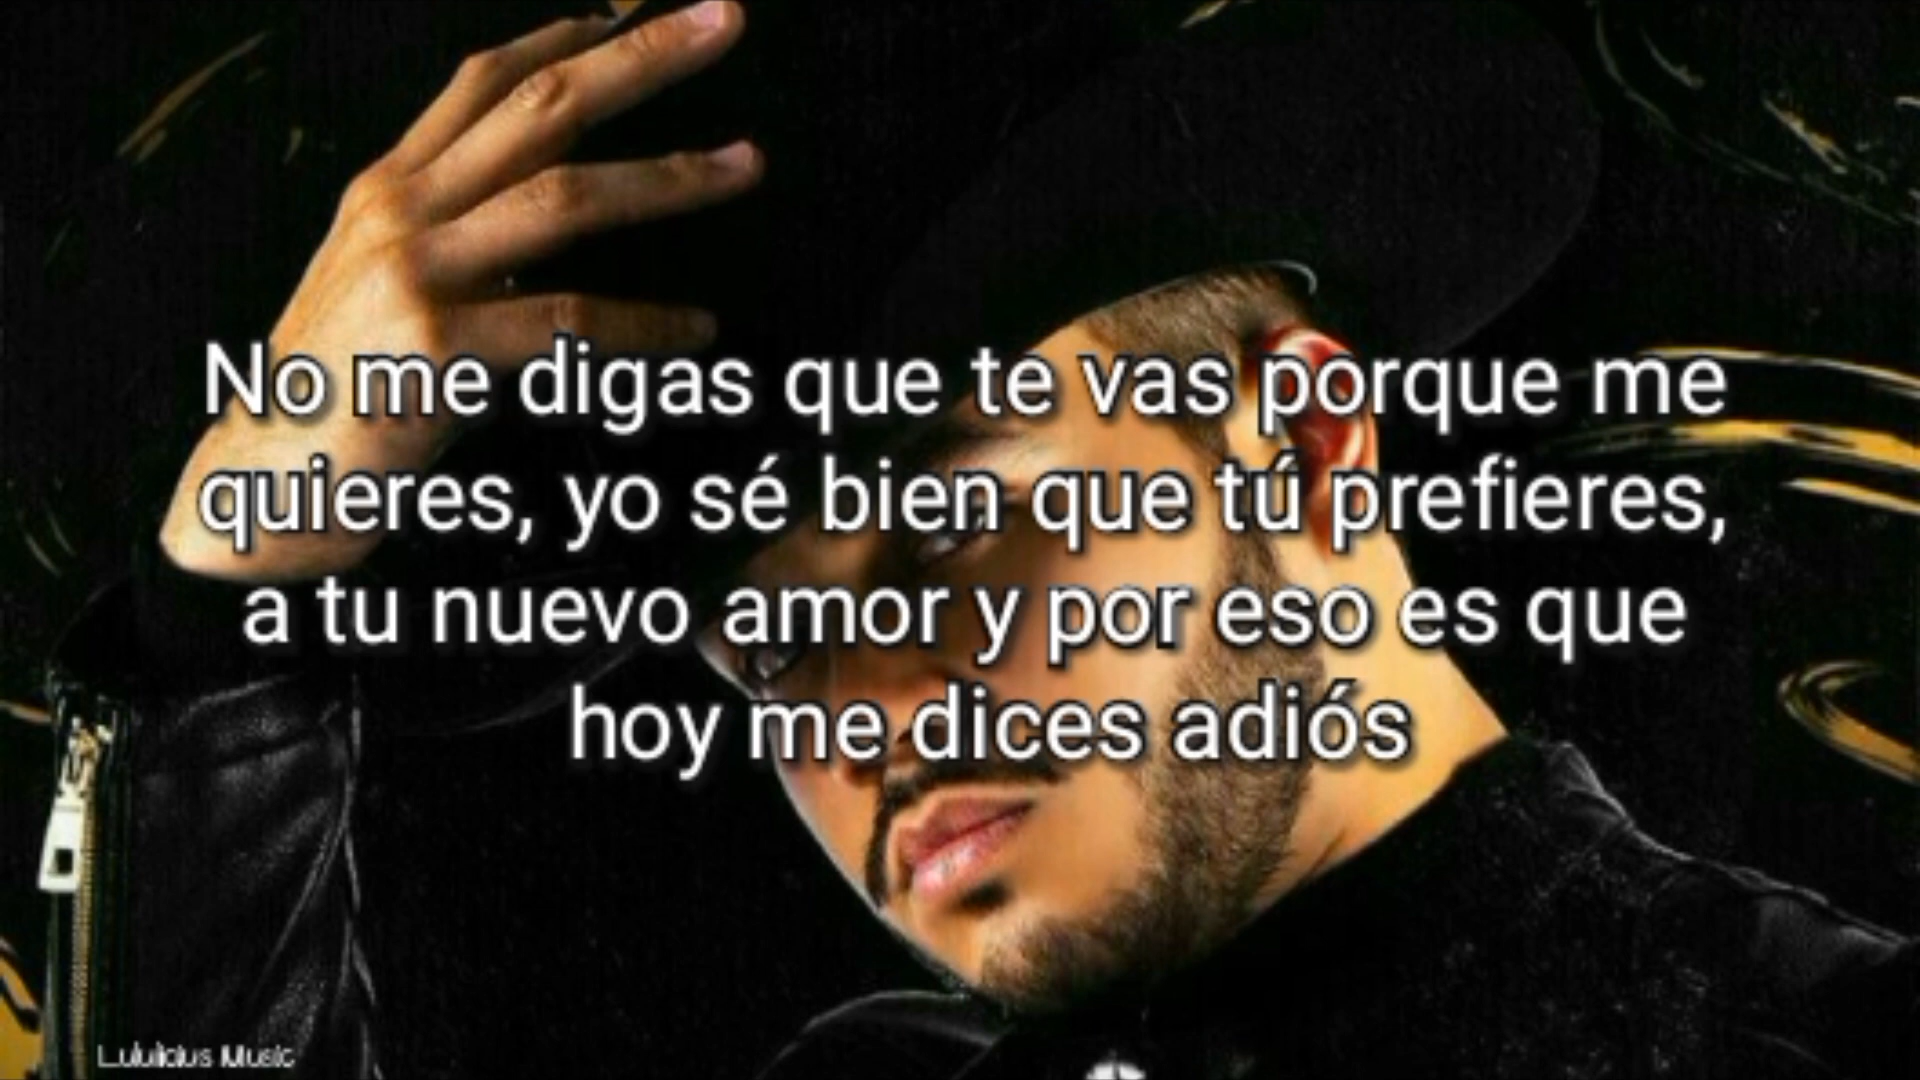 No me digas que te vas porque me
quieres, yo sé bien que tú prefieres,
a tu nuevo amor y por eso es que
hoy me dices adiós
Lululicius Music